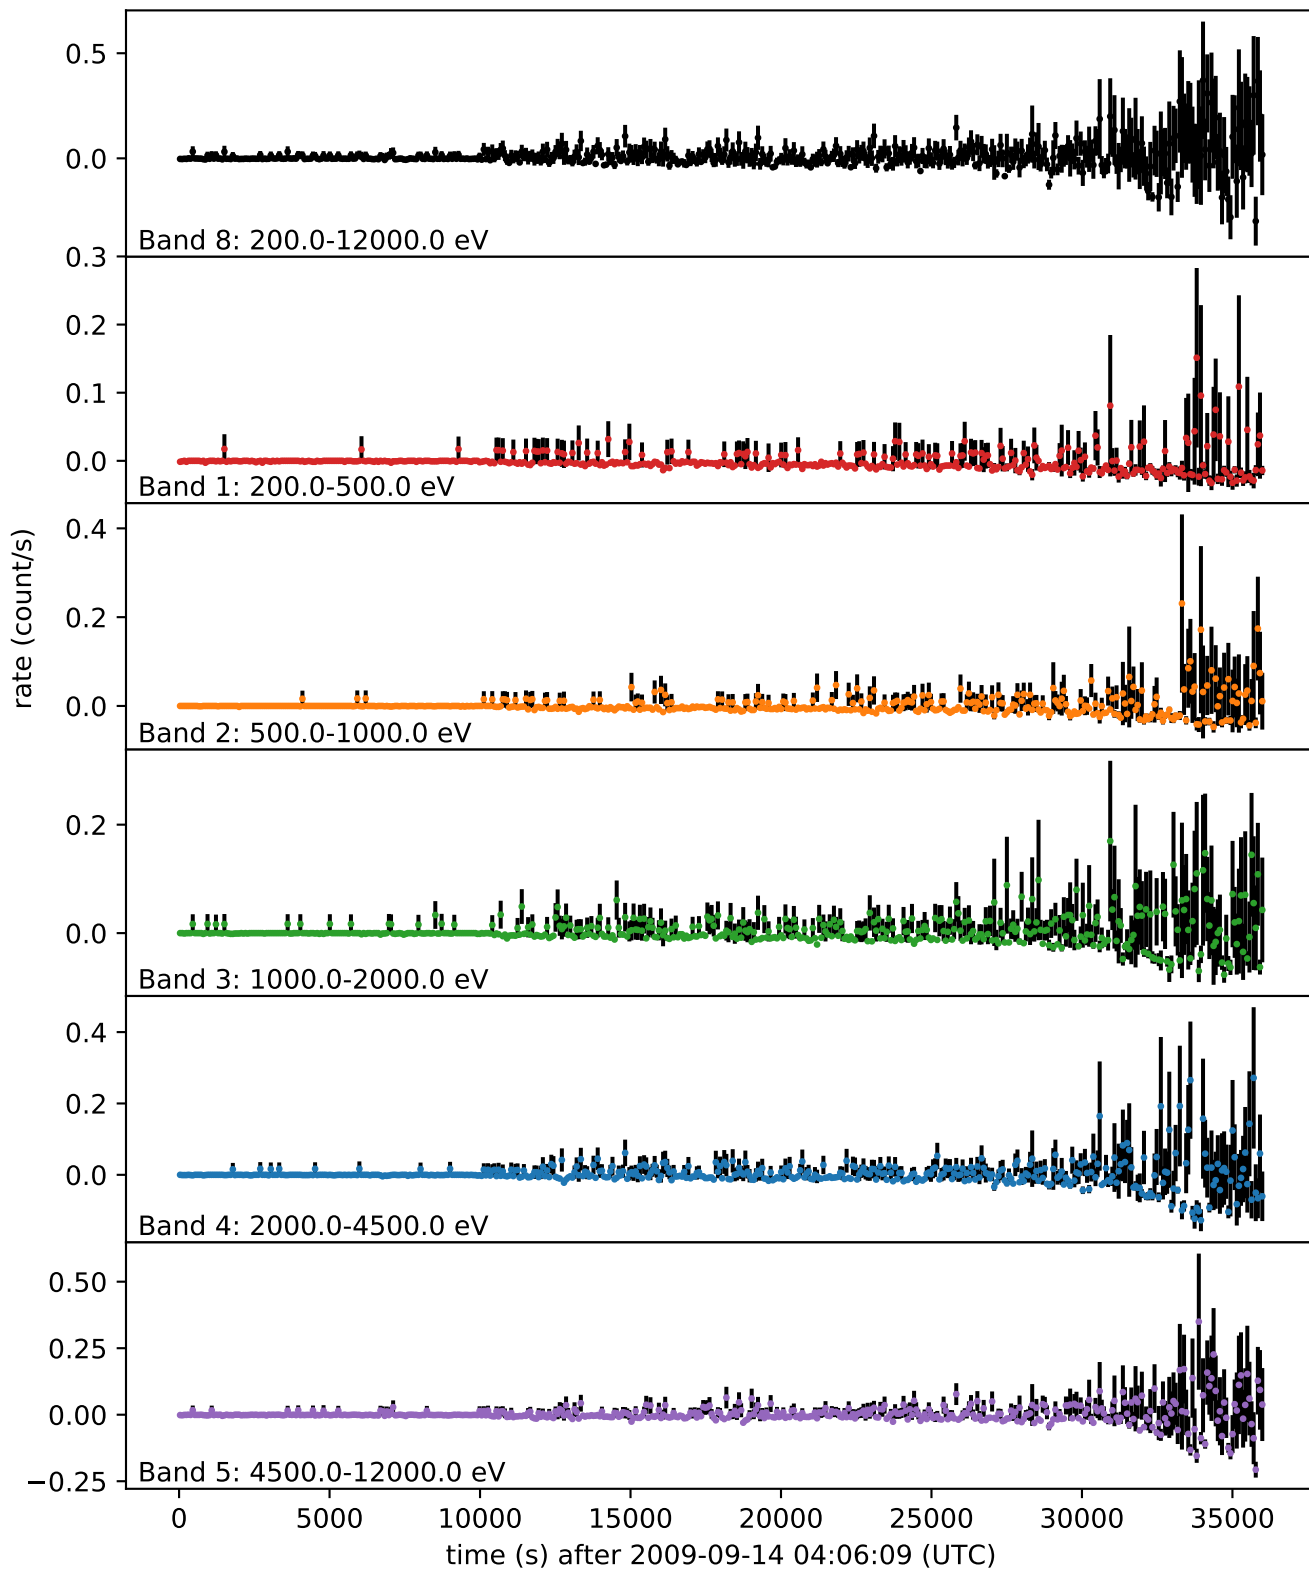 0.5
0.0
Band 8: 200.0-12000.0 eV
0.3
0.2
0.1
0.0
Band 1: 200.0-500.0 eV
0.4
0.2
0.0
Band 2: 500.0-1000.0 eV
rate (count/s)
0.2
0.0
Band 3: 1000.0-2000.0 eV
0.4
0.2
0.0
Band 4: 2000.0-4500.0 eV
0.50
0.25
0.00
−0.25
Band 5: 4500.0-12000.0 eV
0 5000 10000 15000 20000 25000 30000 35000
time (s) after 2009-09-14 04:06:09 (UTC)